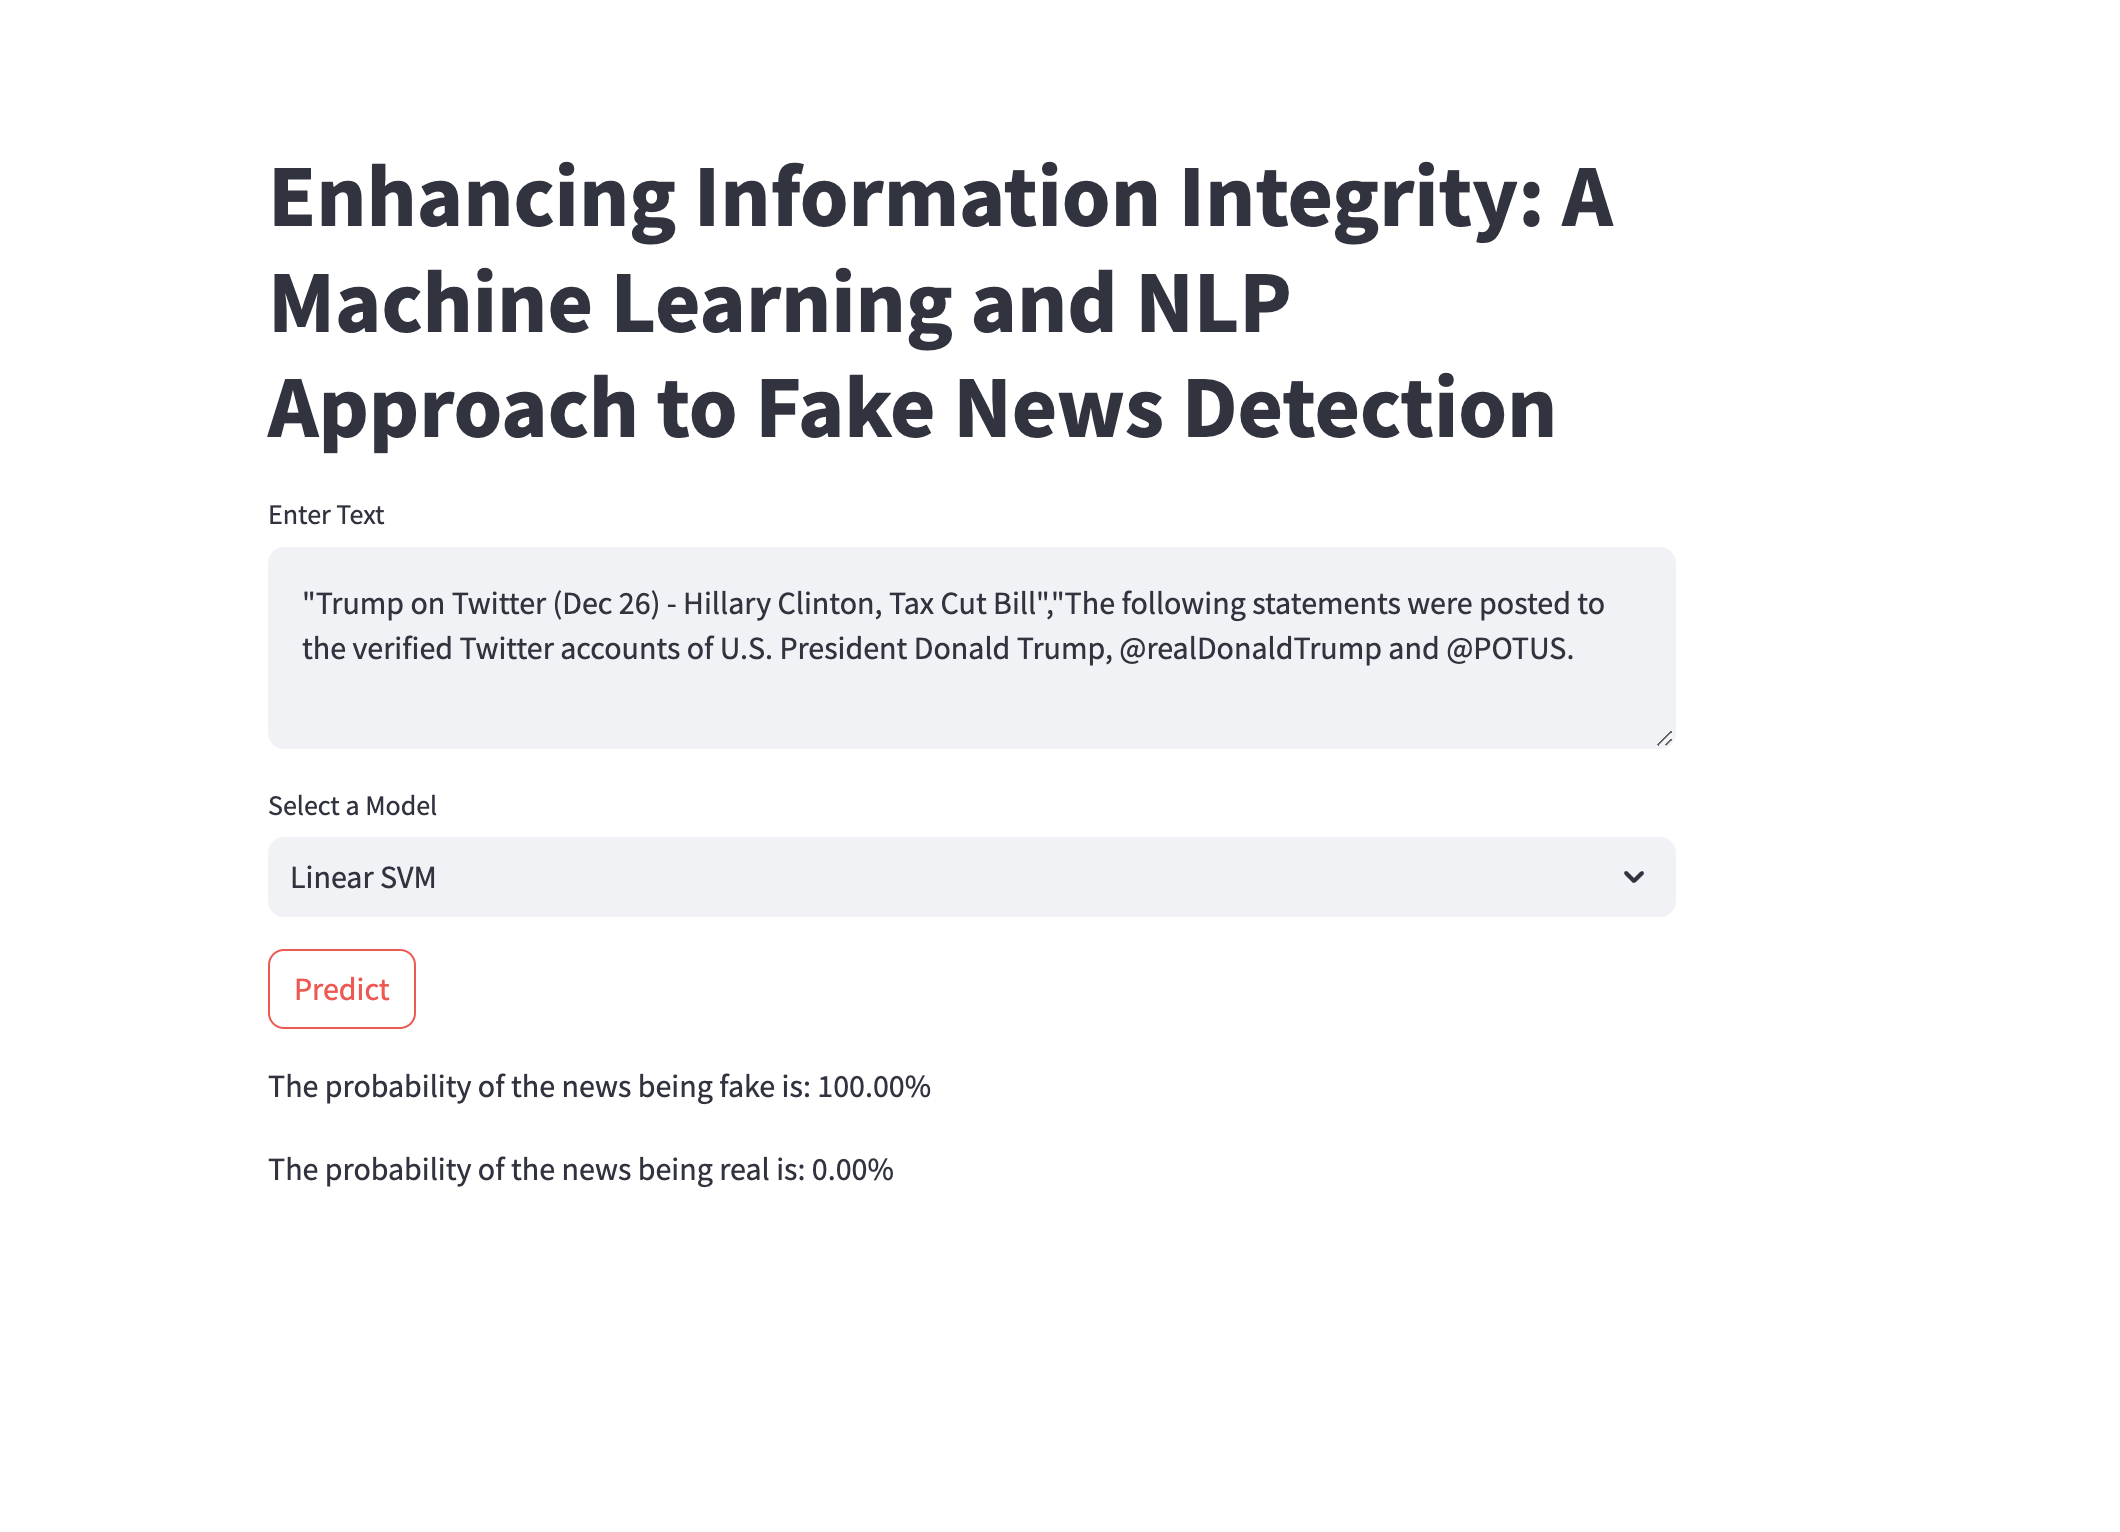 Enhancing Information Integrity: A
Machine Learning and NLP
Approach to Fake News Detection
Enter Text
"Trump on Twitter (Dec 26) - Hillary Clinton, Tax Cut Bill","The following statements were posted to
the verified Twitter accounts of U.S. President Donald Trump, @realDonaldTrump and @POTUS.
Select a Model
Linear SVM
Predict
The probability of the news being fake is: 100.00%
The probability of the news being real is: 0.00%